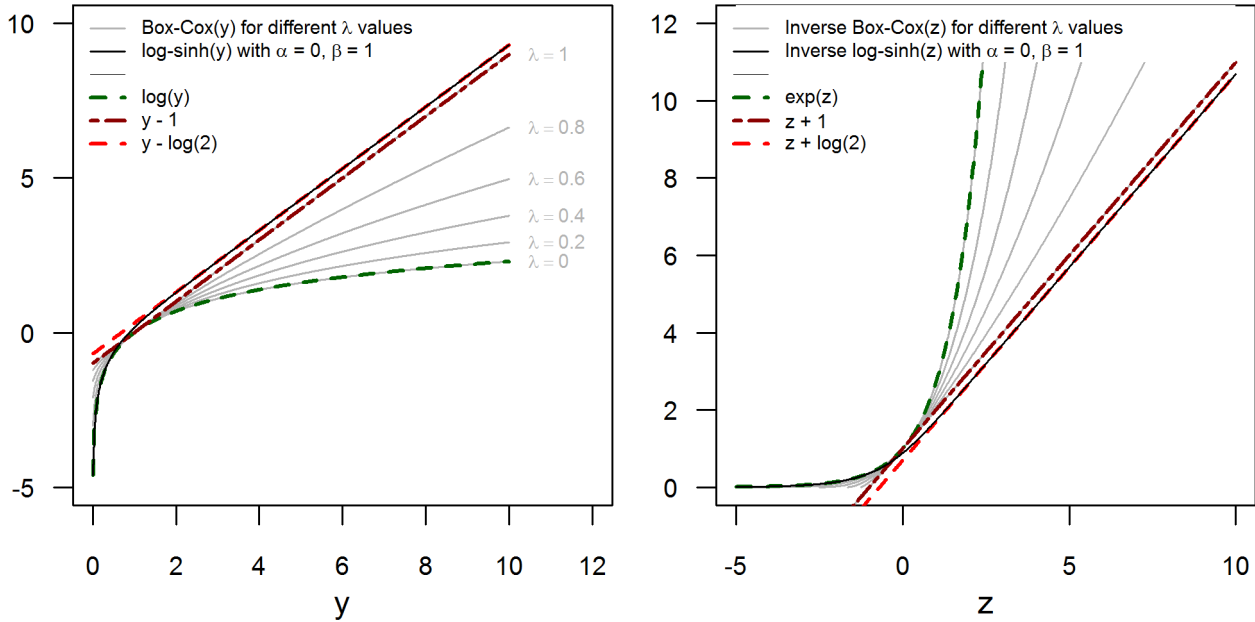 10
5
0
-5
0
2
4
6
8
10
12
y
Box-Cox(y) for different λ values
log-sinh(y) with α = 0, β = 1
log(y)
y - 1
y - log(2)
λ = 1
λ = 0.8
λ = 0.6
λ = 0.4
λ = 0.2
λ = 0
12
10
8
6
4
2
0
-5
0
5
10
z
Inverse Box-Cox(z) for different λ values
Inverse log-sinh(z) with α = 0, β = 1
exp(z)
z + 1
z + log(2)